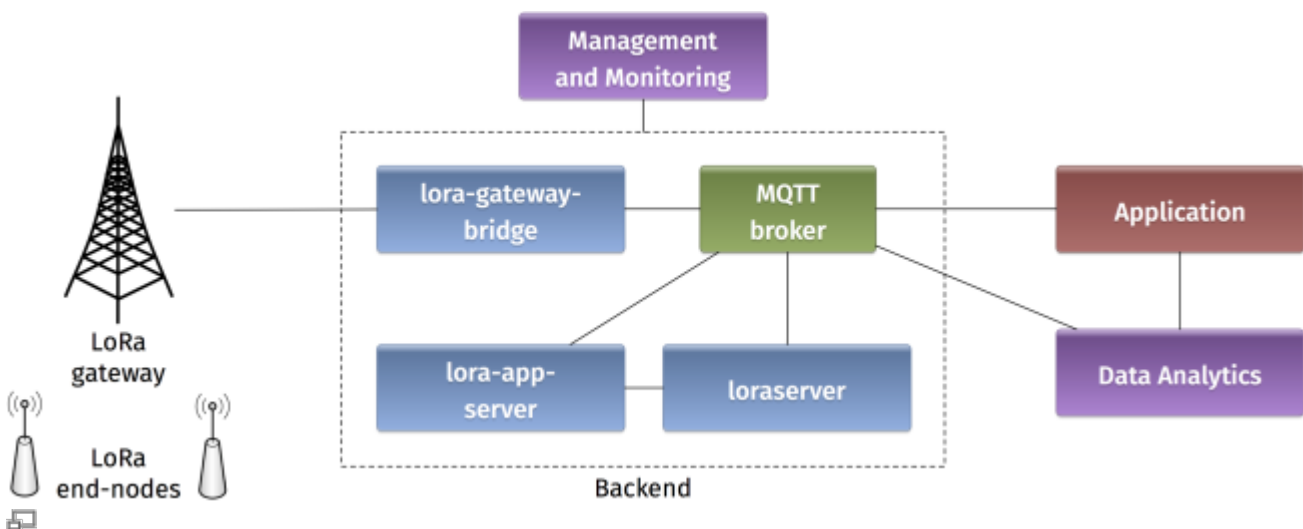 Management
and Monitoring
lora-gateway-
bridge
MQTT
broker
Application
LoRa
gateway
lora-app-
server
loraserver
Data Analytics
LoRa
end-nodes
Backend